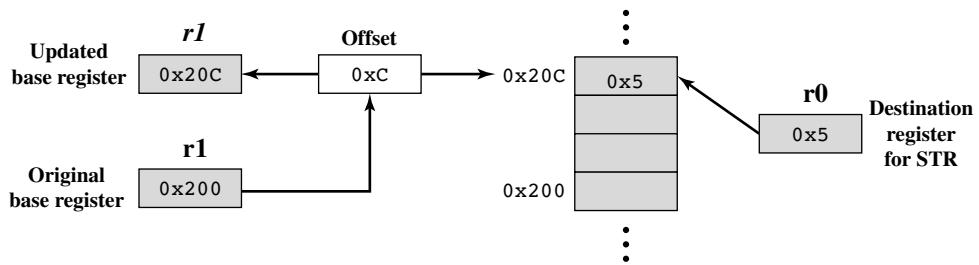 Updated
base register
r1
0x20C
Offset
0xC
0x20C
0x5
r0
0x5
Destination
register
for STR
Original
base register
r1
0x200
0x200